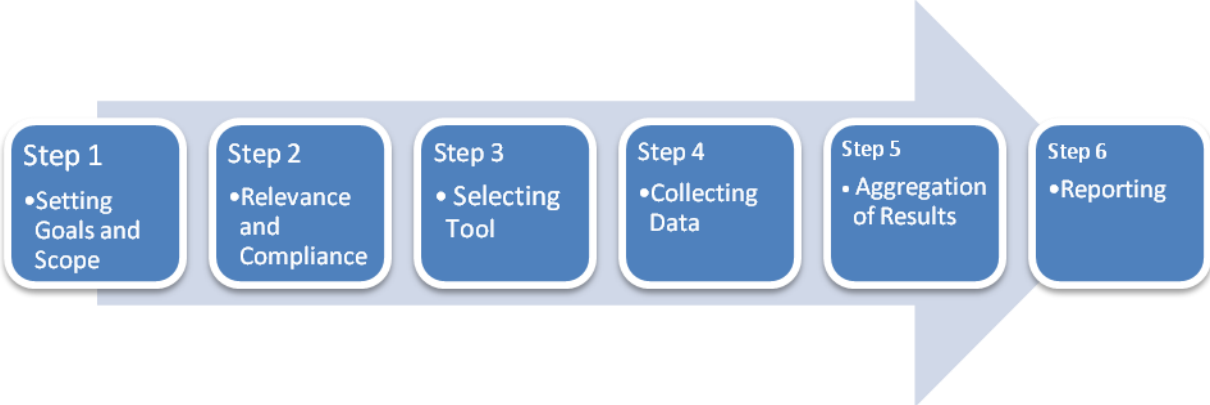 Step 1
•Setting
Goals and
Scope
Step 2
•Relevance
and
Compliance
Step 3
• Selecting
Tool
Step 4
•Collecting
Data
Step 5
• Aggregation
of Results
Step 6
•Reporting